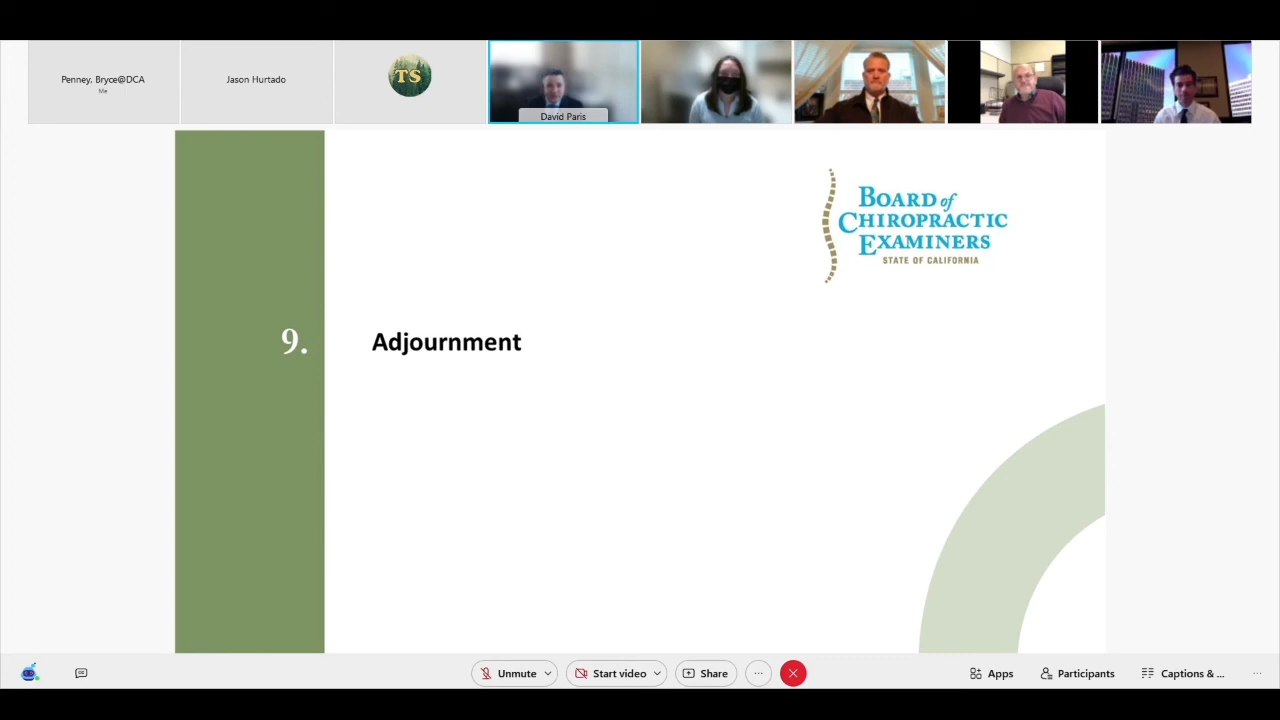 Penney, Bryce@DCA
Me
Jason Hurtado
TS
David Paris
BOARD of
CHIROPRACTIC
EXAMINERS
STATE OF CALIFORNIA
9.
Adjournment
Unmute
Start video
Share
Apps
Participants
Captions & ...